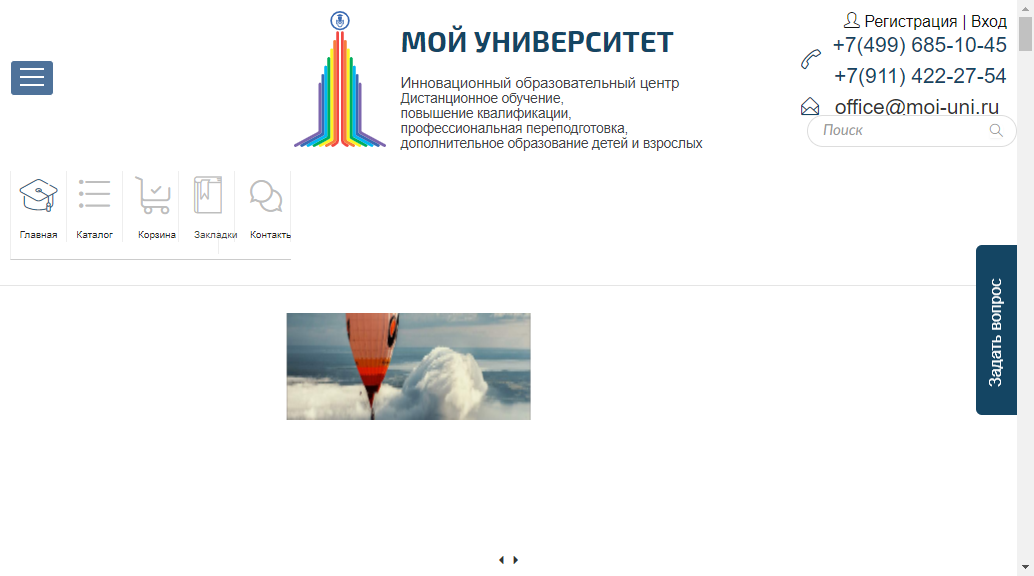 Регистрация | Вход
МОЙ УНИВЕРСИТЕТ
+7(499) 685-10-45
+7(911) 422-27-54
Инновационный образовательный центр
Дистанционное обучение,
повышение квалификации,
профессиональная переподготовка,
дополнительное образование детей и взрослых
office@moi-uni.ru
Поиск
Главная
Каталог
Корзина
Закладки
Контакты
Задать вопрос